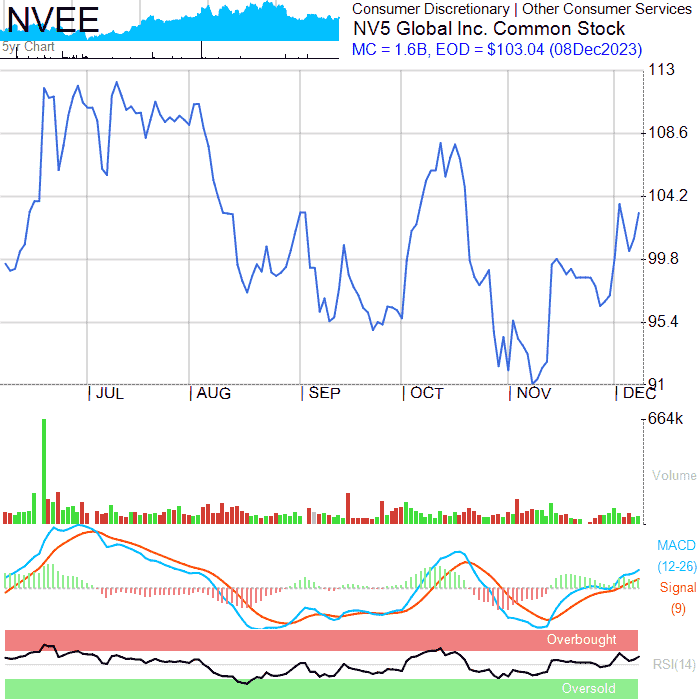 NVEE
5yr Chart
Consumer Discretionary | Other Consumer Services
NV5 Global Inc. Common Stock
MC = 1.6B, EOD = $103.04 (08Dec2023)
113
108.6
104.2
99.8
95.4
91
JUL
AUG
SEP
OCT
NOV
DEC
664k
Volume
MACD
(12-26)
Signal
(9)
Overbought
RSI(14)
Oversold